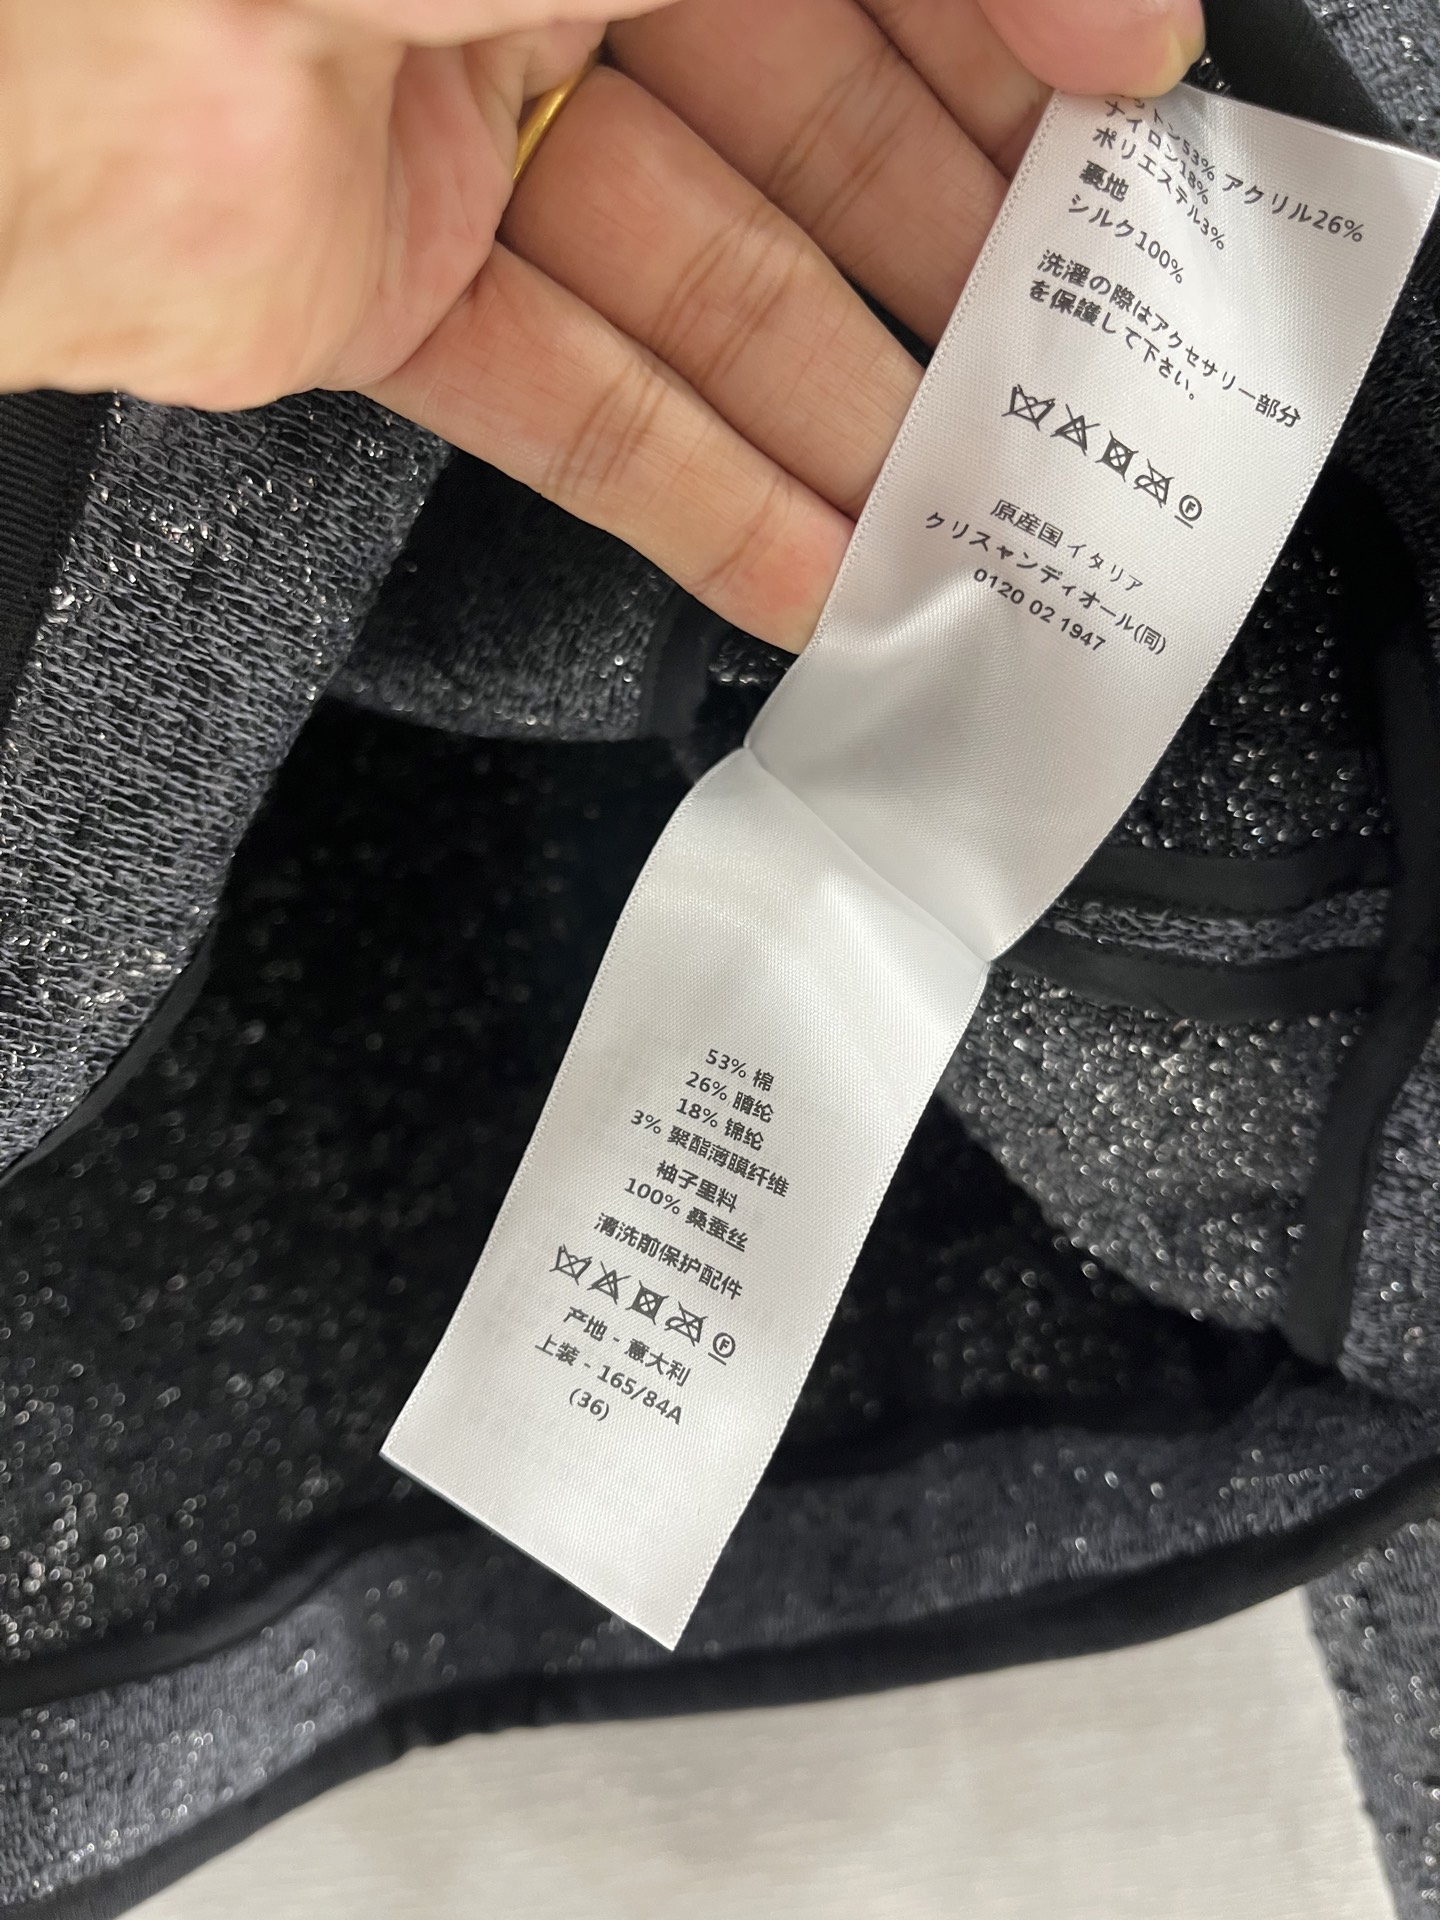 コットン53% アクリル26%
ナイロン18%
ポリエステル3%
裏地
シルク100%
洗濯の際はアクセサリー部分
を保護して下さい。
F
原産国 イタリア
クリスチャンディオール(同)
0120 02 1947
53% 棉
26% 腈纶
18% 锦纶
3% 聚酯薄膜纤维
袖子里料
100% 桑蚕丝
清洗前保护配件
F
产地 - 意大利
上装 - 165/84A
(36)